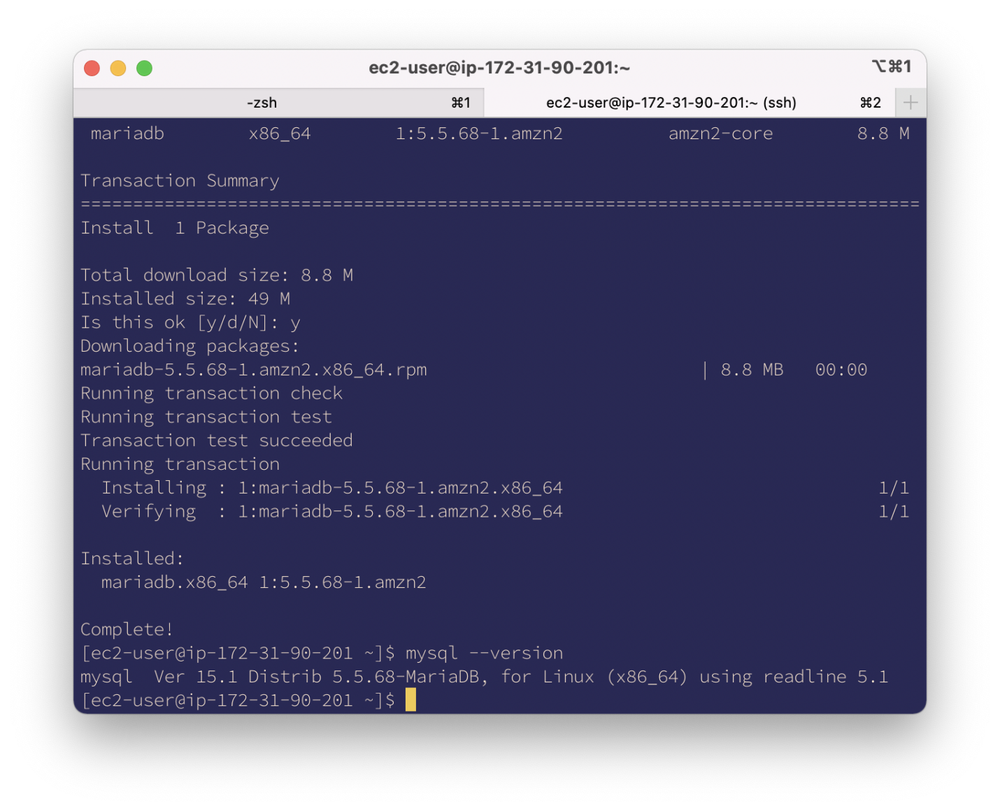 ec2-user@ip-172-31-90-201:~ ⌥⌘1
-zsh ⌘1 ec2-user@ip-172-31-90-201:~ (ssh) ⌘2 +
mariadb x86_64 1:5.5.68-1.amzn2 amzn2-core 8.8 M
Transaction Summary
================================================================================
Install  1 Package
Total download size: 8.8 M
Installed size: 49 M
Is this ok [y/d/N]: y
Downloading packages:
mariadb-5.5.68-1.amzn2.x86_64.rpm | 8.8 MB   00:00
Running transaction check
Running transaction test
Transaction test succeeded
Running transaction
  Installing : 1:mariadb-5.5.68-1.amzn2.x86_64 1/1
  Verifying  : 1:mariadb-5.5.68-1.amzn2.x86_64 1/1
Installed:
  mariadb.x86_64 1:5.5.68-1.amzn2
Complete!
[ec2-user@ip-172-31-90-201 ~]$ mysql --version
mysql  Ver 15.1 Distrib 5.5.68-MariaDB, for Linux (x86_64) using readline 5.1
[ec2-user@ip-172-31-90-201 ~]$